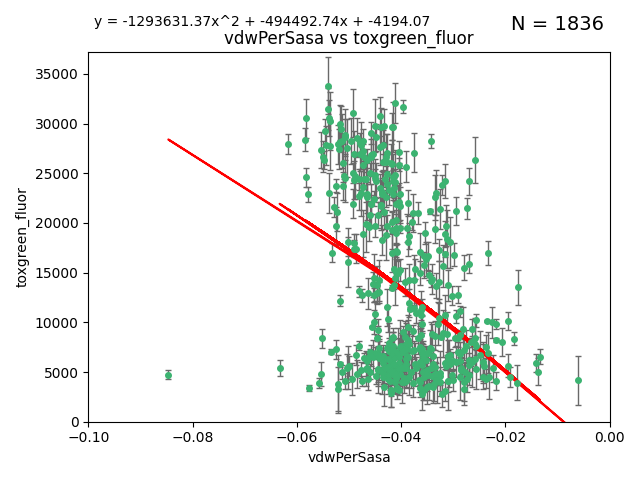 y = -1293631.37x^2 + -494492.74x + -4194.07
N = 1836
vdwPerSasa vs toxgreen_fluor
35000
30000
25000
20000
15000
10000
5000
0
toxgreen_fluor
−0.10 −0.08 −0.06 −0.04 −0.02 0.00
vdwPerSasa